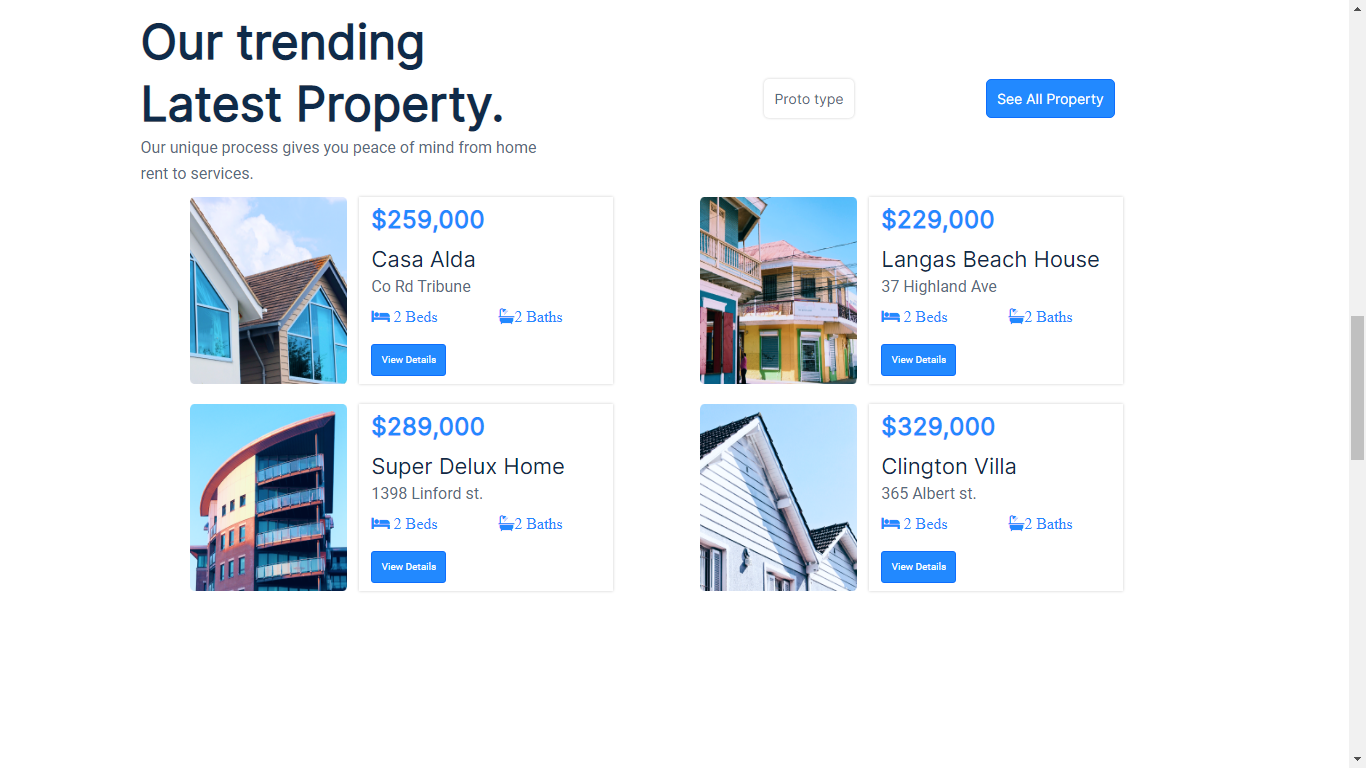 Our trending
Latest Property.
Our unique process gives you peace of mind from home
rent to services.
Proto type
See All Property
$259,000
Casa Alda
Co Rd Tribune
2 Beds 2 Baths
View Details
$229,000
Langas Beach House
37 Highland Ave
2 Beds 2 Baths
View Details
$289,000
Super Delux Home
1398 Linford st.
2 Beds 2 Baths
View Details
$329,000
Clington Villa
365 Albert st.
2 Beds 2 Baths
View Details